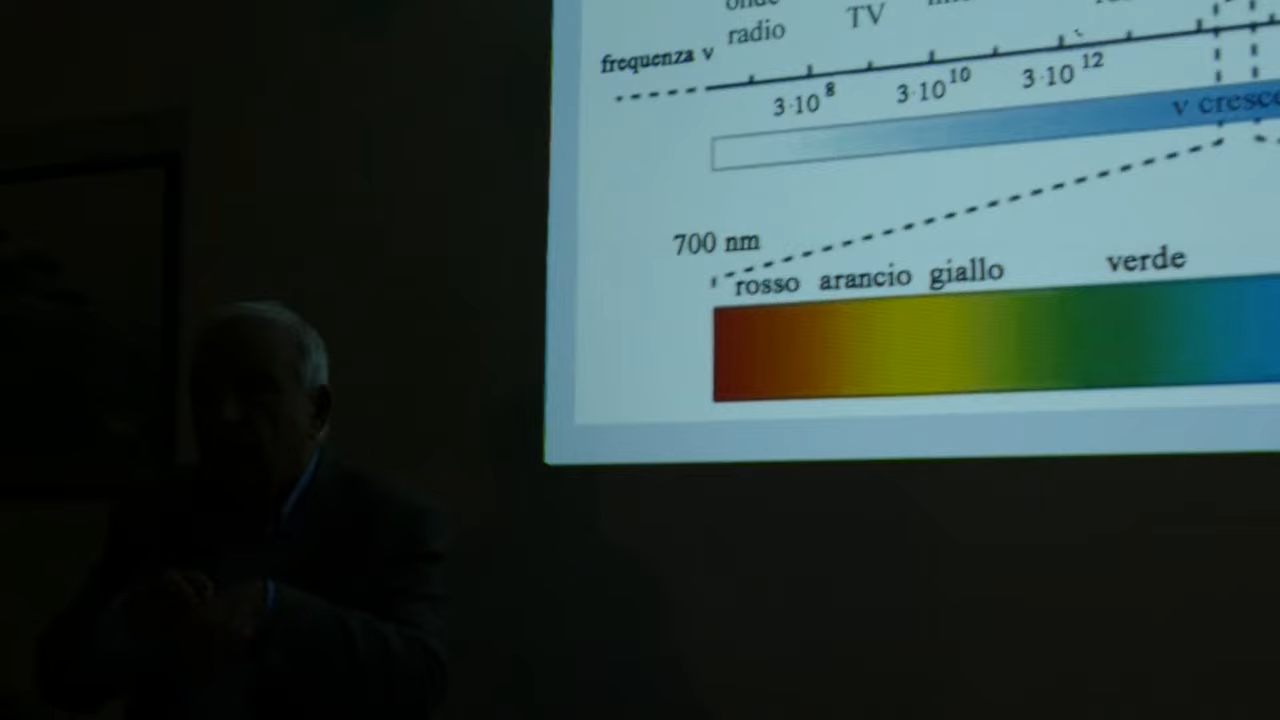 onde
radio TV
frequenza ν
3·10⁸ 3·10¹⁰ 3·10¹²
ν cresce
700 nm
rosso arancio giallo verde